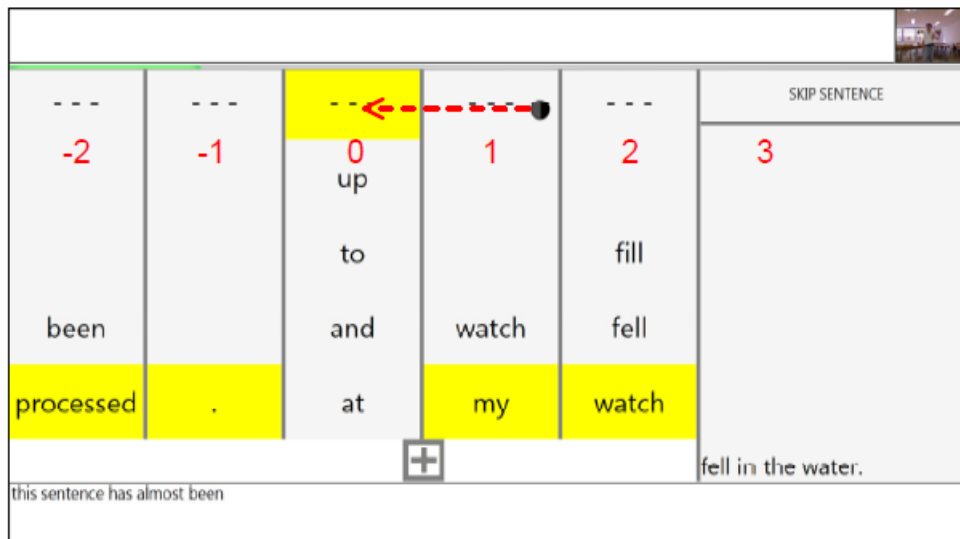 --- --- --- --- --- SKIP SENTENCE
-2 -1 0 1 2 3
up
to fill
been and watch fell
processed . at my watch
fell in the water.
this sentence has almost been